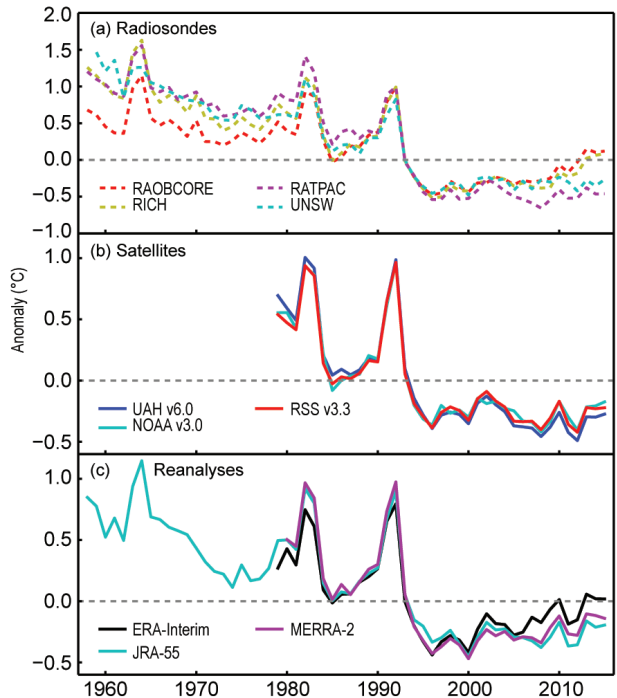 2.0
(a) Radiosondes
1.5
1.0
0.5
0.0
−0.5
−1.0
RAOBCORE
RATPAC
RICH
UNSW
(b) Satellites
1.0
0.5
0.0
−0.5
UAH v6.0
RSS v3.3
NOAA v3.0
Anomaly (°C)
(c) Reanalyses
1.0
0.5
0.0
−0.5
ERA-Interim
MERRA-2
JRA-55
1960 1970 1980 1990 2000 2010